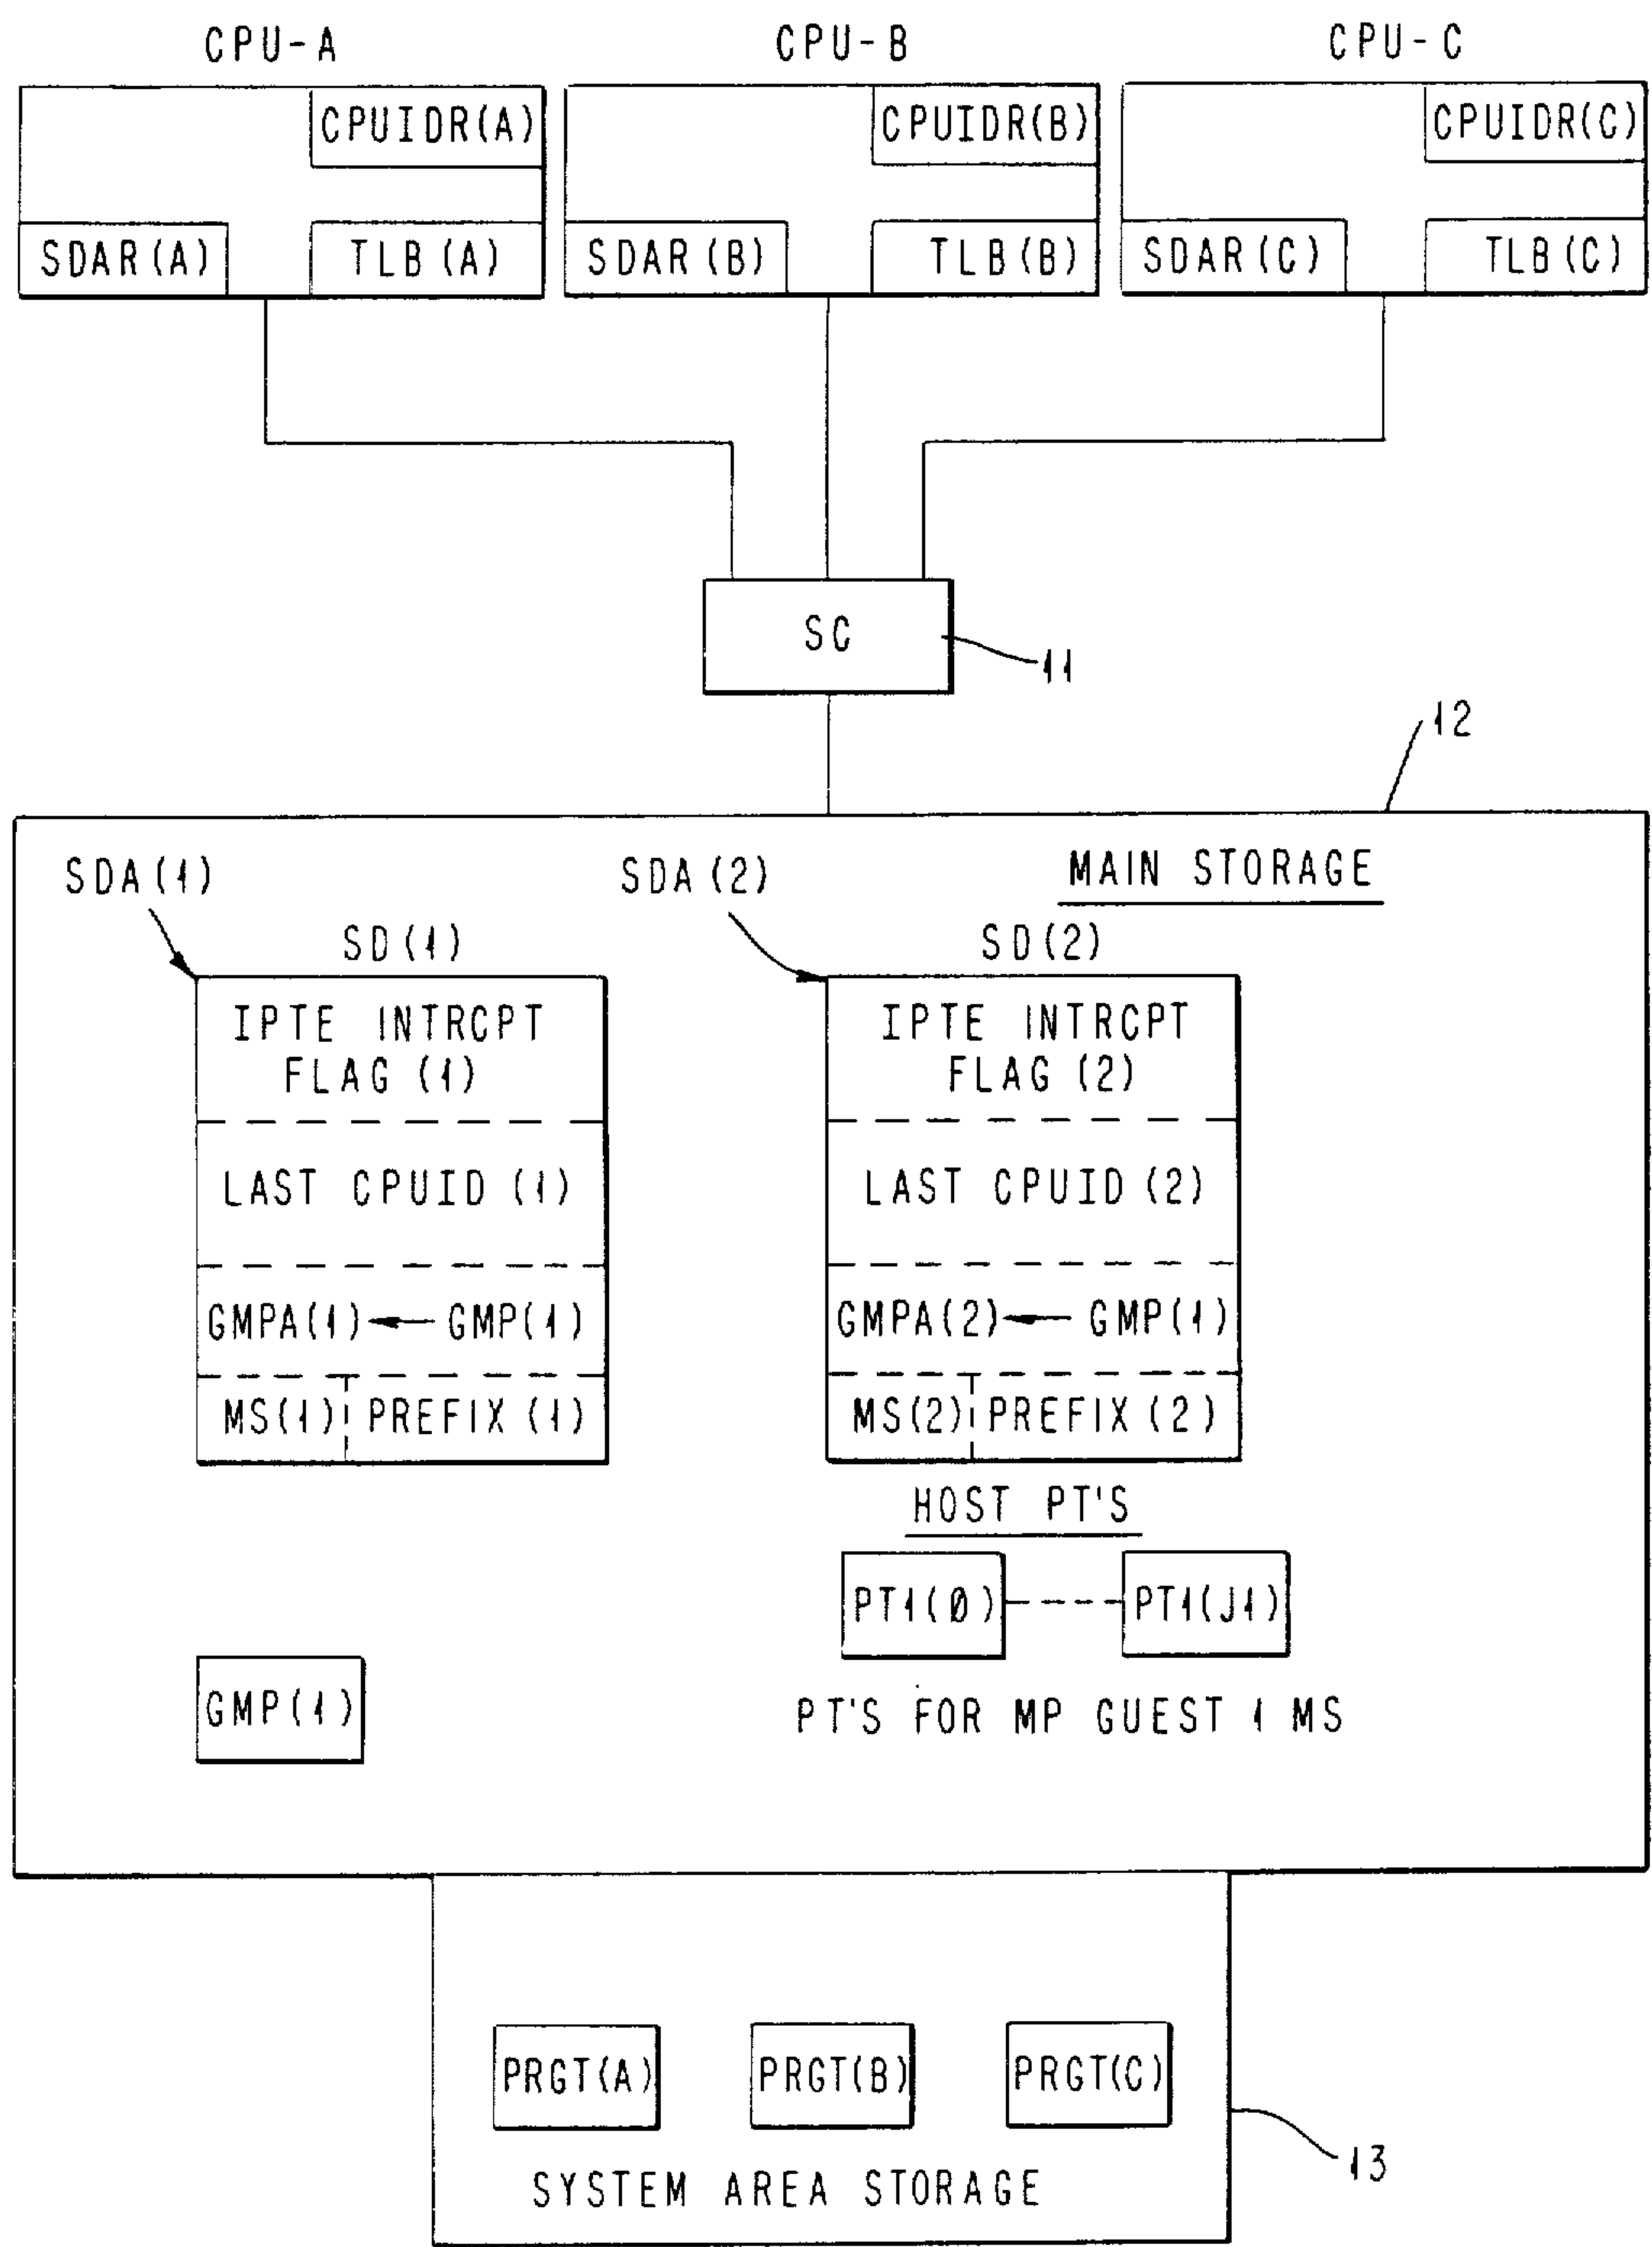 CPU-A CPU-B CPU-C
CPUIDR(A) CPUIDR(B) CPUIDR(C)
SDAR(A) TLB(A) SDAR(B) TLB(B) SDAR(C) TLB(C)
SC
11
12
MAIN STORAGE
SDA(1) SDA(2)
SD(1) SD(2)
IPTE INTRCPT
FLAG(1)
LAST CPUID(1)
GMPA(1) GMP(1)
MS(1) PREFIX(1)
IPTE INTRCPT
FLAG(2)
LAST CPUID(2)
GMPA(2) GMP(1)
MS(2) PREFIX(2)
HOST PT'S
PT1(0) PT1(J1)
PT'S FOR MP GUEST 1 MS
GMP(1)
PRGT(A) PRGT(B) PRGT(C)
SYSTEM AREA STORAGE
13